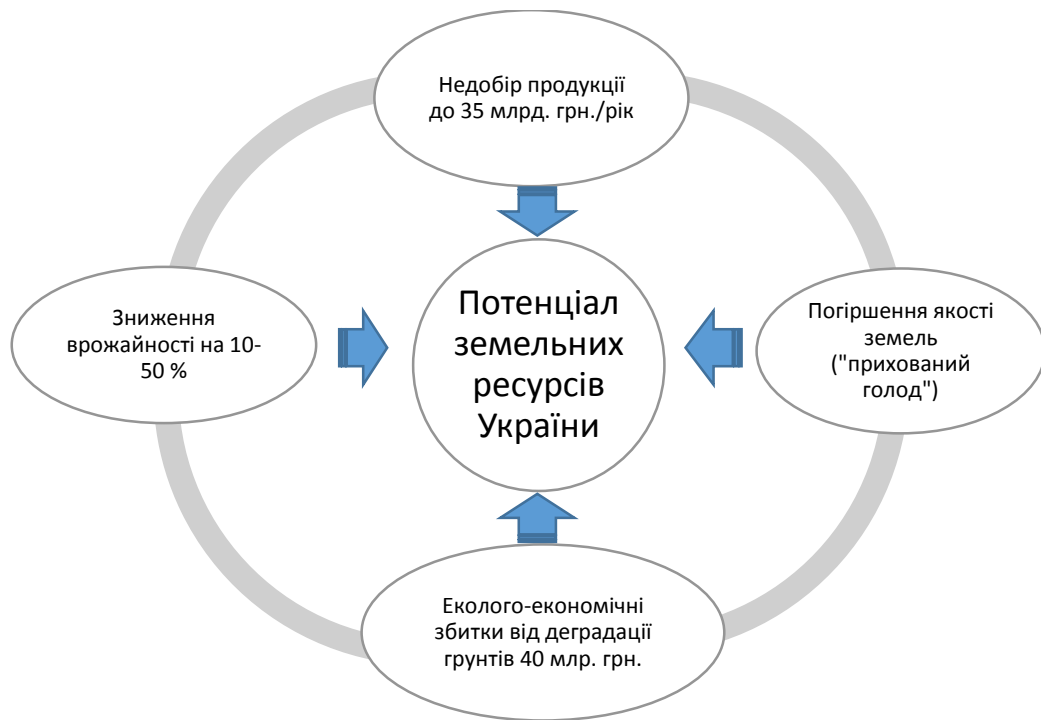 Недобір продукції
до 35 млрд. грн./рік
Зниження
врожайності на 10-
50 %
Потенціал
земельних
ресурсів
України
Погіршення якості
земель
("прихований
голод")
Еколого-економічні
збитки від деградації
грунтів 40 млр. грн.